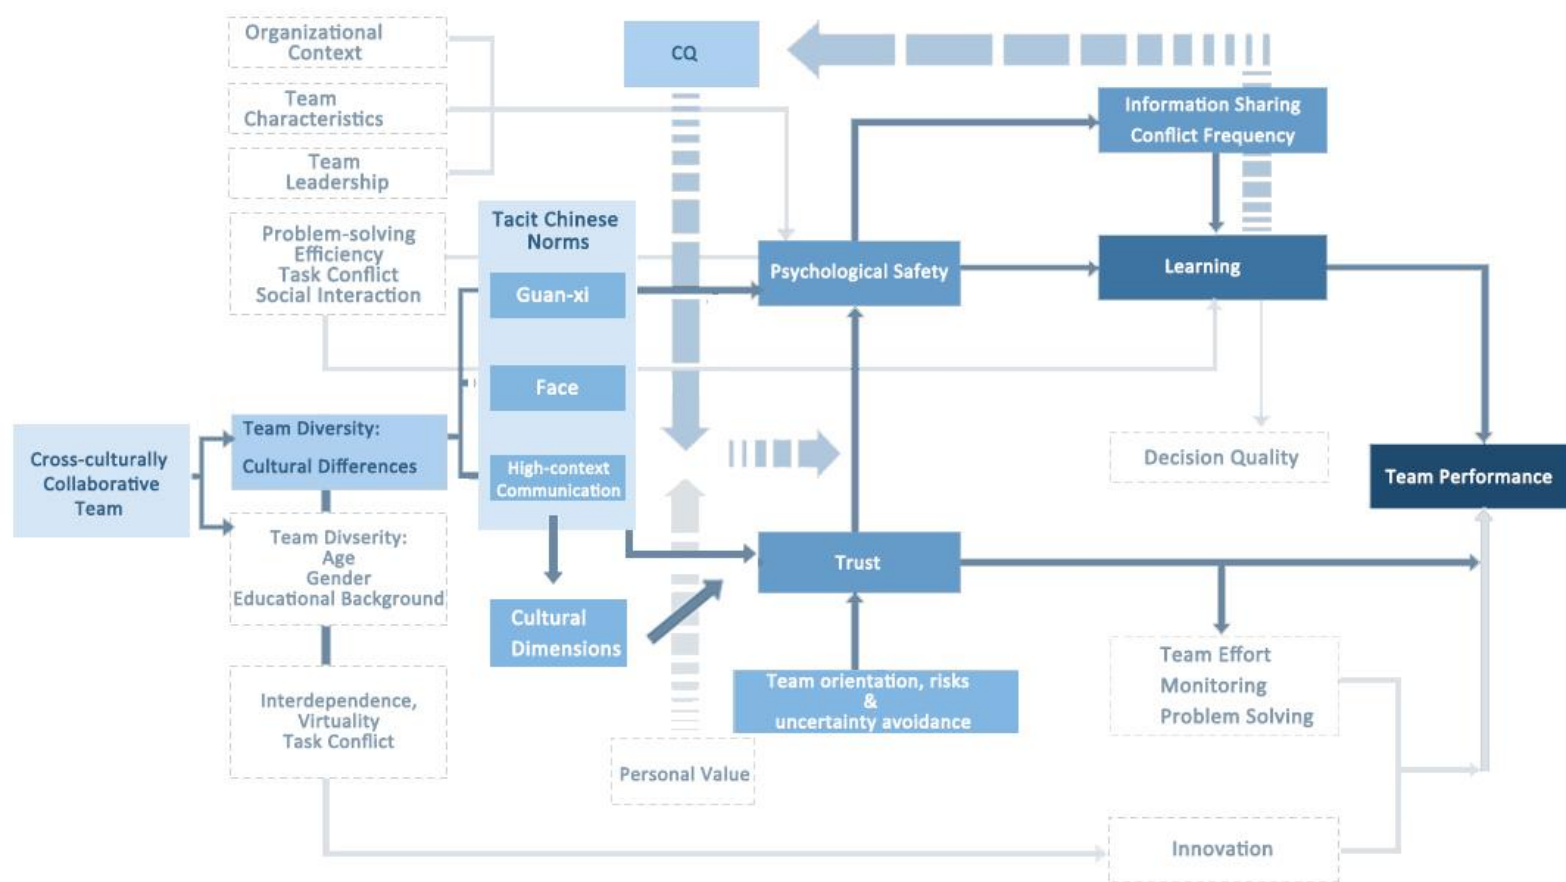 Organizational
Context
Team
Characteristics
Team
Leadership
Problem-solving
Efficiency
Task Conflict
Social Interaction
CQ
Information Sharing
Conflict Frequency
Tacit Chinese
Norms
Guan-xi
Face
High-context
Communication
Psychological Safety
Learning
Cross-culturally
Collaborative
Team
Team Diversity:
Cultural Differences
Team Divserity:
Age
Gender
Educational Background
Interdependence,
Virtuality
Task Conflict
Cultural
Dimensions
Trust
Team orientation, risks
&
uncertainty avoidance
Personal Value
Decision Quality
Team Performance
Team Effort
Monitoring
Problem Solving
Innovation